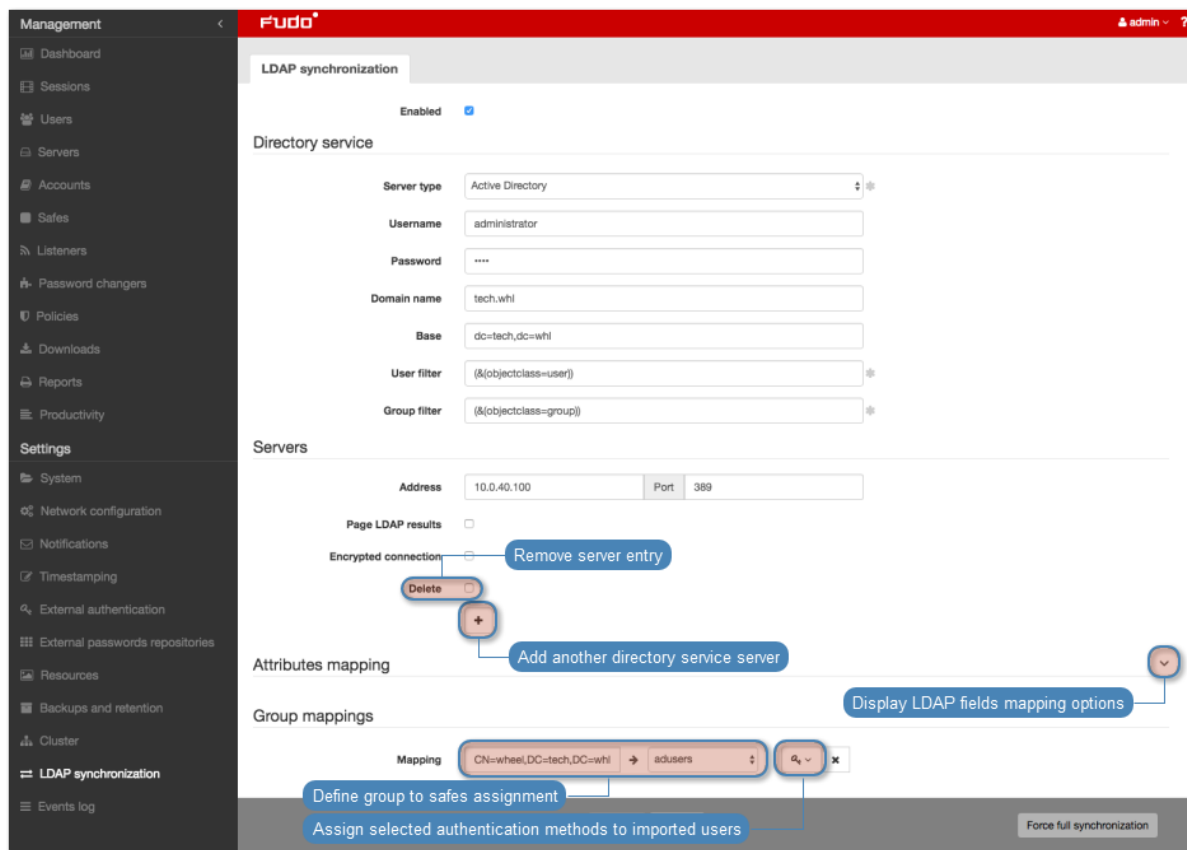 Management
FUDO
admin
?
Dashboard
Sessions
Users
Servers
Accounts
Safes
Listeners
Password changers
Policies
Downloads
Reports
Productivity
Settings
System
Network configuration
Notifications
Timestamping
External authentication
External passwords repositories
Resources
Backups and retention
Cluster
LDAP synchronization
Events log
LDAP synchronization
Enabled
Directory service
Server type Active Directory
Username administrator
Password ••••
Domain name tech.whl
Base dc=tech,dc=whl
User filter (&(objectclass=user))
Group filter (&(objectclass=group))
Servers
Address 10.0.40.100 Port 389
Page LDAP results
Encrypted connection
Remove server entry
Delete
+
Add another directory service server
Attributes mapping
Display LDAP fields mapping options
Group mappings
Mapping CN=wheel,DC=tech,DC=whl adusers
Define group to safes assignment
Assign selected authentication methods to imported users
Force full synchronization